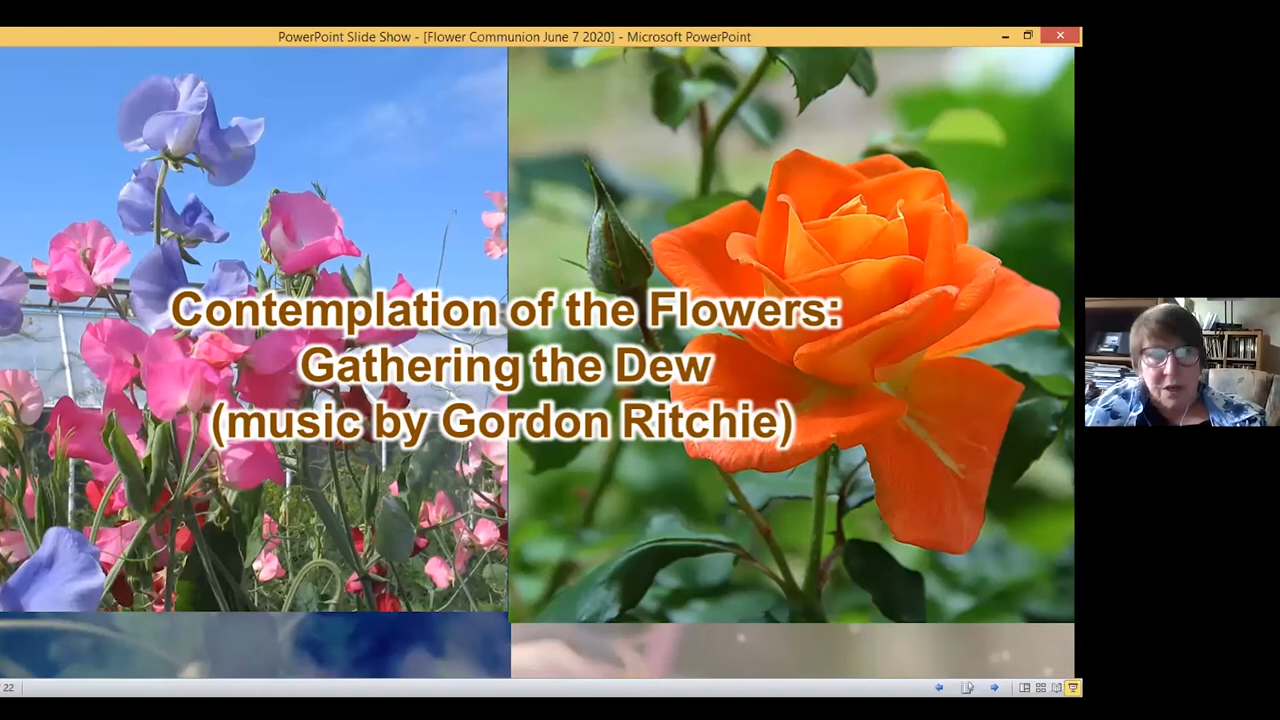 PowerPoint Slide Show - [Flower Communion June 7 2020] - Microsoft PowerPoint
Contemplation of the Flowers:
Gathering the Dew
(music by Gordon Ritchie)
22